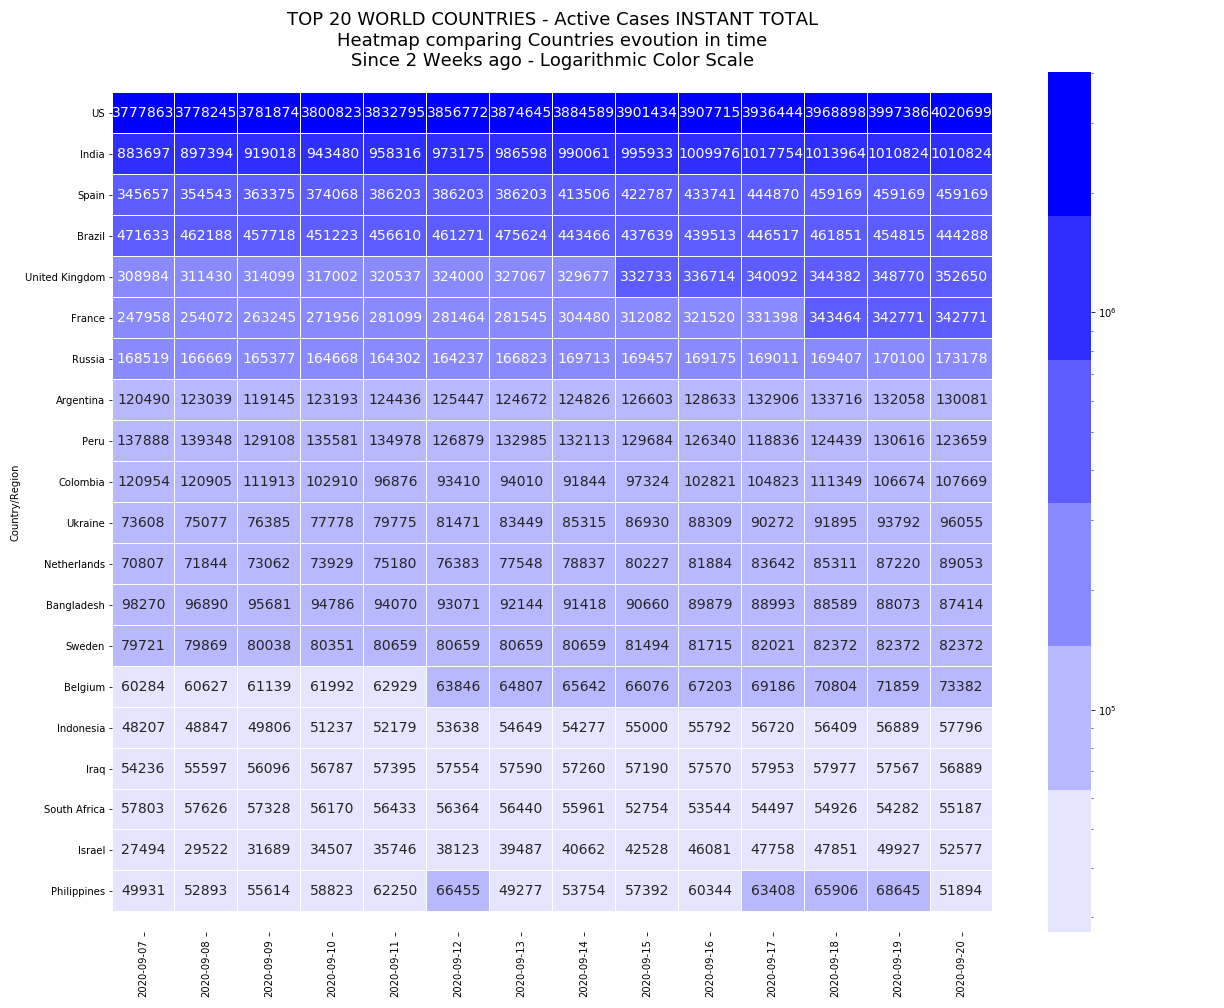 TOP 20 WORLD COUNTRIES - Active Cases INSTANT TOTAL
Heatmap comparing Countries evoution in time
Since 2 Weeks ago - Logarithmic Color Scale
Country/Region
US 3777863 3778245 3781874 3800823 3832795 3856772 3874645 3884589 3901434 3907715 3936444 3968898 3997386 4020699
India 883697 897394 919018 943480 958316 973175 986598 990061 995933 1009976 1017754 1013964 1010824 1010824
Spain 345657 354543 363375 374068 386203 386203 386203 413506 422787 433741 444870 459169 459169 459169
Brazil 471633 462188 457718 451223 456610 461271 475624 443466 437639 439513 446517 461851 454815 444288
United Kingdom 308984 311430 314099 317002 320537 324000 327067 329677 332733 336714 340092 344382 348770 352650
France 247958 254072 263245 271956 281099 281464 281545 304480 312082 321520 331398 343464 342771 342771
Russia 168519 166669 165377 164668 164302 164237 166823 169713 169457 169175 169011 169407 170100 173178
Argentina 120490 123039 119145 123193 124436 125447 124672 124826 126603 128633 132906 133716 132058 130081
Peru 137888 139348 129108 135581 134978 126879 132985 132113 129684 126340 118836 124439 130616 123659
Colombia 120954 120905 111913 102910 96876 93410 94010 91844 97324 102821 104823 111349 106674 107669
Ukraine 73608 75077 76385 77778 79775 81471 83449 85315 86930 88309 90272 91895 93792 96055
Netherlands 70807 71844 73062 73929 75180 76383 77548 78837 80227 81884 83642 85311 87220 89053
Bangladesh 98270 96890 95681 94786 94070 93071 92144 91418 90660 89879 88993 88589 88073 87414
Sweden 79721 79869 80038 80351 80659 80659 80659 80659 81494 81715 82021 82372 82372 82372
Belgium 60284 60627 61139 61992 62929 63846 64807 65642 66076 67203 69186 70804 71859 73382
Indonesia 48207 48847 49806 51237 52179 53638 54649 54277 55000 55792 56720 56409 56889 57796
Iraq 54236 55597 56096 56787 57395 57554 57590 57260 57190 57570 57953 57977 57567 56889
South Africa 57803 57626 57328 56170 56433 56364 56440 55961 52754 53544 54497 54926 54282 55187
Israel 27494 29522 31689 34507 35746 38123 39487 40662 42528 46081 47758 47851 49927 52577
Philippines 49931 52893 55614 58823 62250 66455 49277 53754 57392 60344 63408 65906 68645 51894
2020-09-07 2020-09-08 2020-09-09 2020-09-10 2020-09-11 2020-09-12 2020-09-13 2020-09-14 2020-09-15 2020-09-16 2020-09-17 2020-09-18 2020-09-19 2020-09-20
10⁶
10⁵